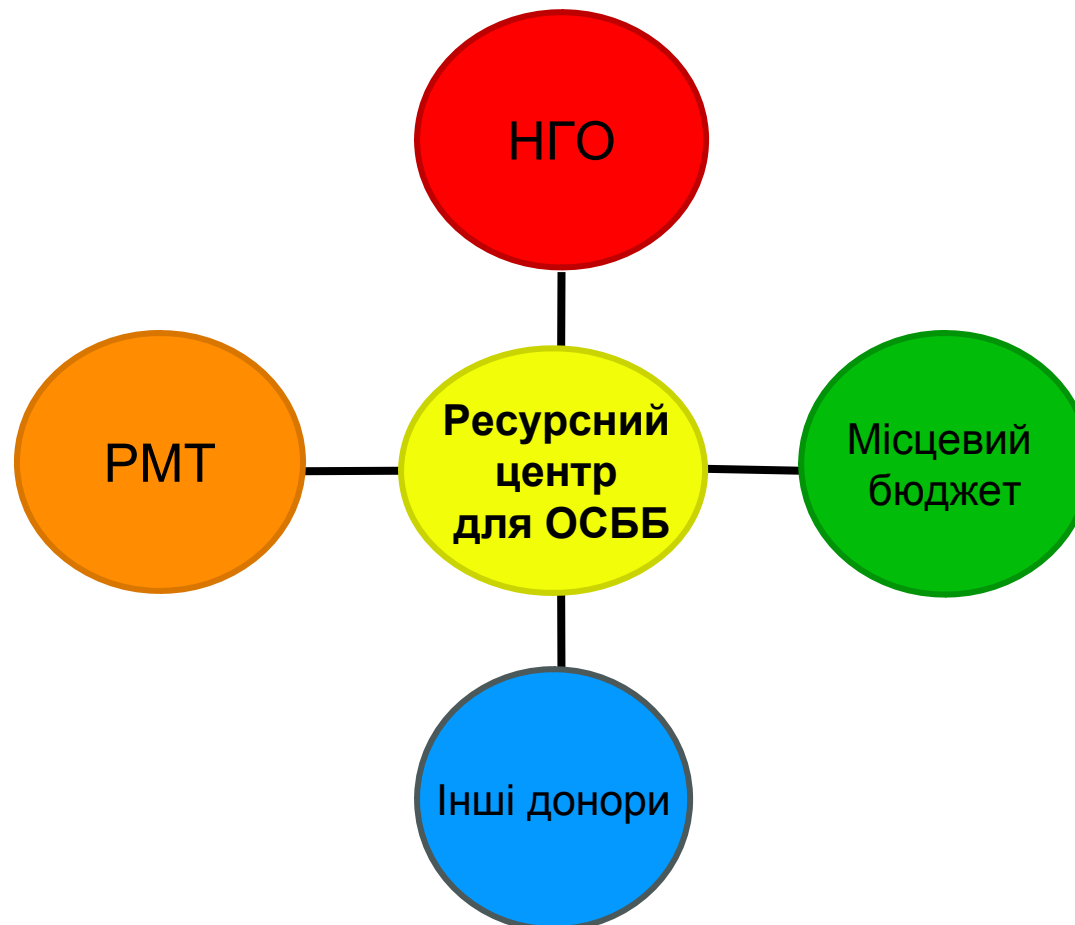 НГО
РМТ
Ресурсний
центр
для ОСББ
Місцевий
бюджет
Інші донори